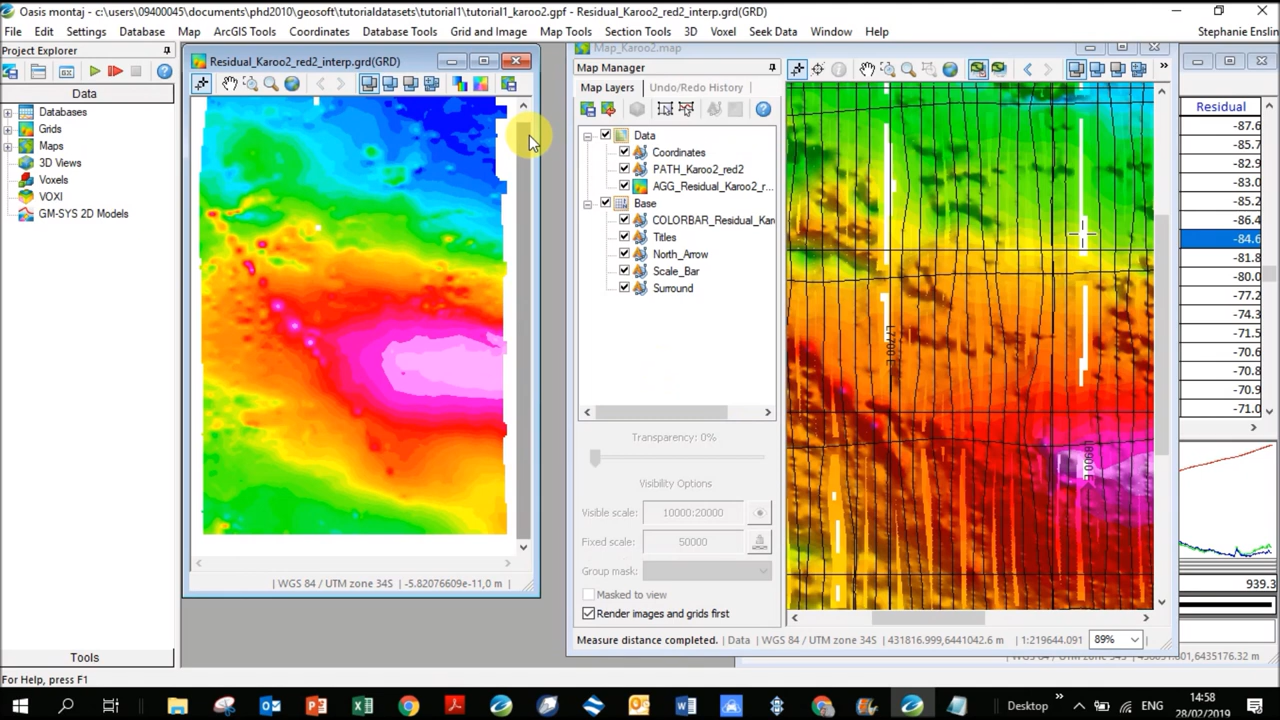 Oasis montaj - c:\users\09400045\documents\phd2010\geosoft\tutorialdatasets\tutorial1\tutorial1_karoo2.gpf - Residual_Karoo2_red2_interp.grd(GRD)
File Edit Settings Database Map ArcGIS Tools Coordinates Database Tools Grid and Image Map Tools Section Tools 3D Voxel Seek Data Window Help Stephanie Enslin
Project Explorer
Data
Databases
Grids
Maps
3D Views
Voxels
VOXI
GM-SYS 2D Models
Tools
Residual_Karoo2_red2_interp.grd(GRD)
WGS 84 / UTM zone 34S -5.82076609e-11,0 m
Map_Karoo2.map
Map Manager
Map Layers Undo/Redo History
Data
Coordinates
PATH_Karoo2_red2
AGG_Residual_Karoo2_r...
Base
COLORBAR_Residual_Kar
Titles
North_Arrow
Scale_Bar
Surround
Transparency: 0%
Visibility Options
Visible scale: 10000:20000
Fixed scale: 50000
Group mask:
Masked to view
Render images and grids first
L7700 E
L8900 E
Measure distance completed. Data WGS 84 / UTM zone 34S 431816.999,6441042.6 m 1:219644.091 89%
Residual
-87.6
-85.7
-82.9
-83.0
-85.2
-86.4
-84.6
-81.8
-80.0
-77.2
-74.3
-71.5
-70.6
-70.8
-70.9
-71.0
939.3
For Help, press F1
Desktop ENG
14:58
28/02/2019